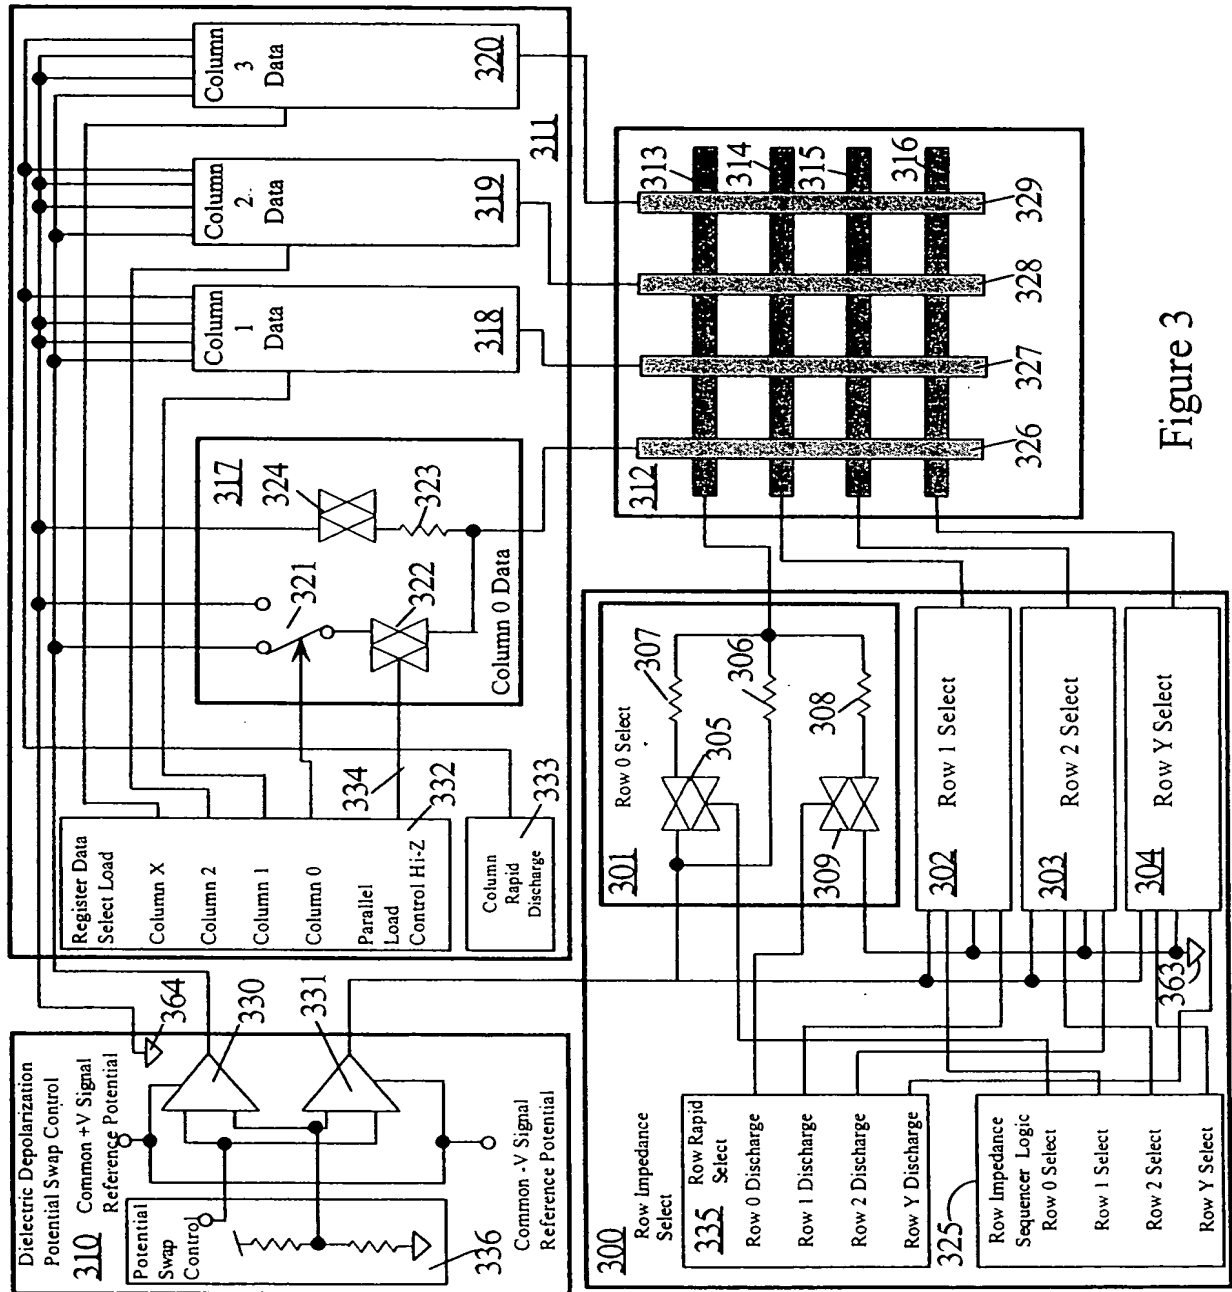 Dielectric Depolarization
Potential Swap Control
310
Common +V Signal
Reference Potential
364
330
331
Potential
Swap
Control
336
Common -V Signal
Reference Potential
Register Data
Select Load
Column X
Column 2
Column 1
Column 0
Parallel
Load
Control Hi-Z
334
332
Column
Rapid
Discharge
333
317
324
323
321
322
Column 0 Data
Column
1
Data
318
Column
2
Data
319
Column
3
Data
320
311
300
Row Impedance
Select
335
Row Rapid
Select
Row 0 Discharge
Row 1 Discharge
Row 2 Discharge
Row Y Discharge
325
Row Impedance
Sequencer Logic
Row 0 Select
Row 1 Select
Row 2 Select
Row Y Select
301
Row 0 Select
305
307
306
308
309
302
Row 1 Select
303
Row 2 Select
304
Row Y Select
363
312
313
314
315
316
326
327
328
329
Figure 3